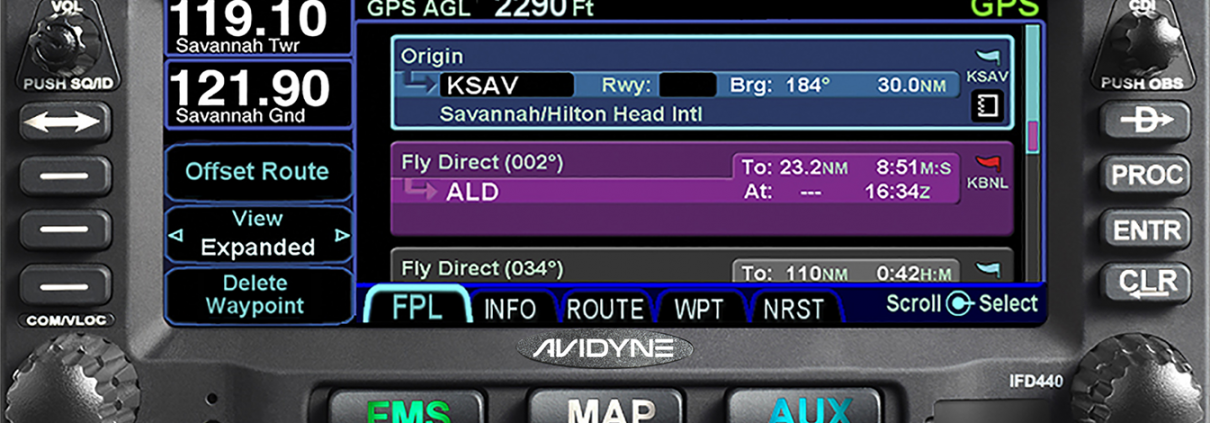 VOL
119.10
Savannah Twr
GPS AGL 2290 Ft
GPS
CDI
PUSH SQ/ID
121.90
Savannah Gnd
Origin
KSAV
Rwy:
Brg: 184° 30.0NM
Savannah/Hilton Head Intl
KSAV
PUSH OBS
D
Offset Route
View
Expanded
Delete
Waypoint
Fly Direct (002°)
To: 23.2NM 8:51M:S
ALD
At: --- 16:34Z
KBNL
Fly Direct (034°)
To: 110NM 0:42H:M
PROC
ENTR
CLR
COM/VLOC
FPL INFO ROUTE WPT NRST
Scroll Select
AVIDYNE
IFD440
FMS MAP AUX